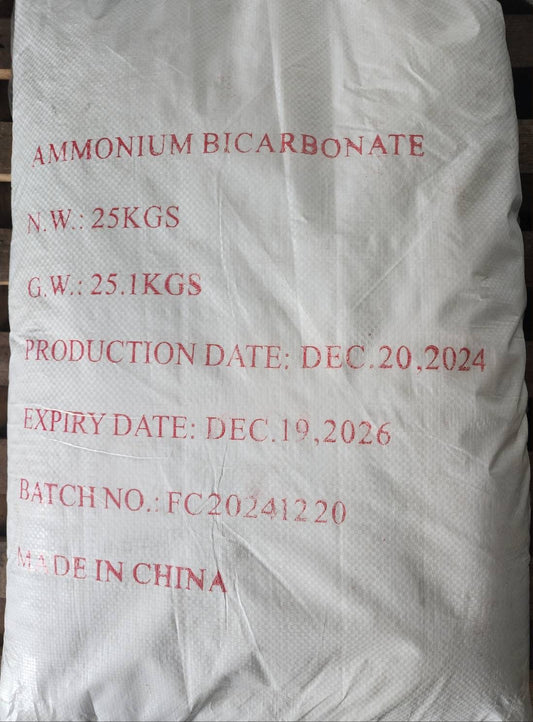 AMMONIUM BICARBONATE
N.W.: 25KGS
G.W.: 25.1KGS
PRODUCTION DATE: DEC.20,2024
EXPIRY DATE: DEC.19,2026
BATCH NO.: FC20241220
MADE IN CHINA